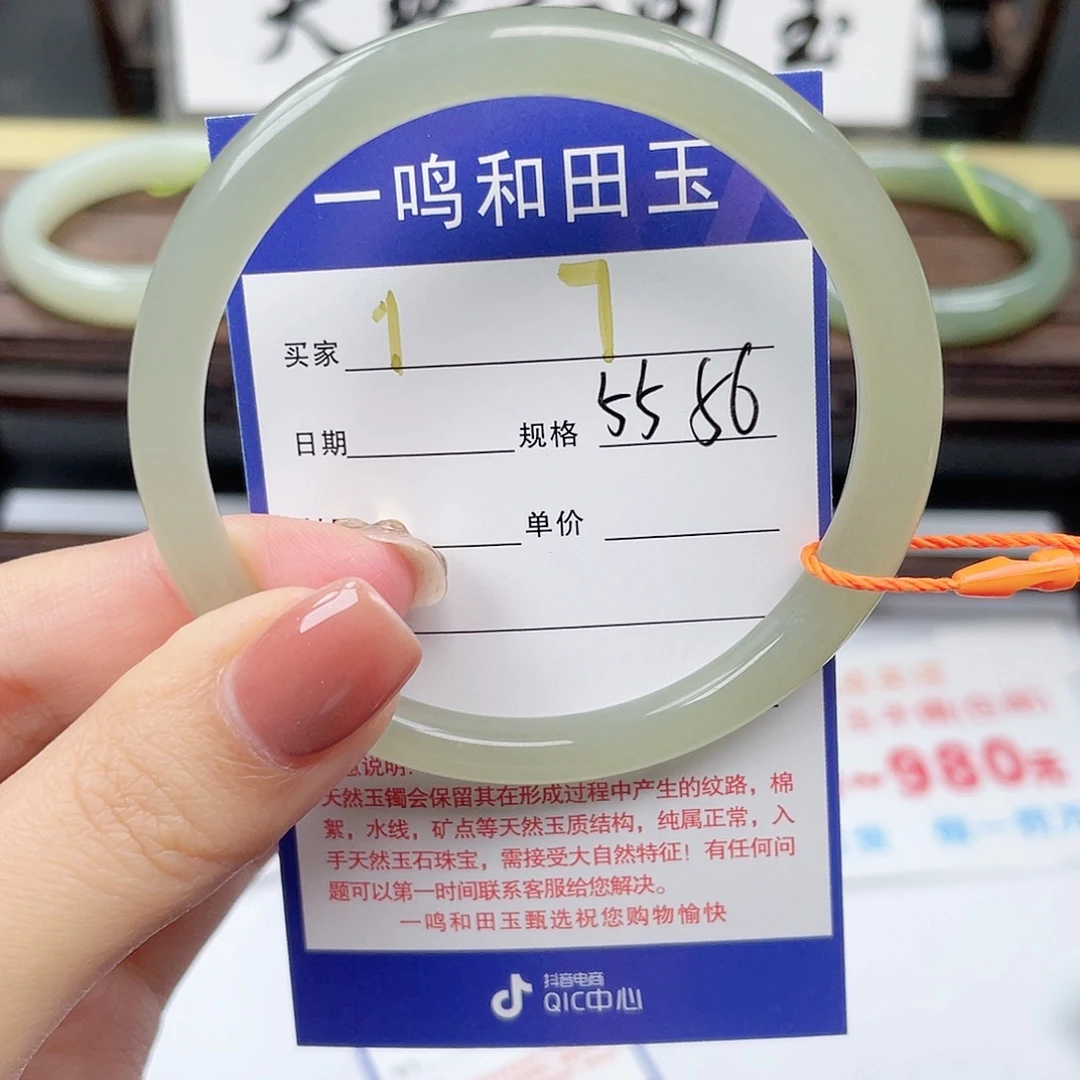 一鸣和田玉
买家 1 7
日期 规格 55 56
单价
天然玉镯会保留其在形成过程中产生的纹路，棉
絮，水线，矿点等天然玉质结构，纯属正常，入
手天然玉石珠宝，需接受大自然特征！有任何问
题可以第一时间联系客服给您解决。
一鸣和田玉甄选祝您购物愉快
抖音电商
QIC中心
980元